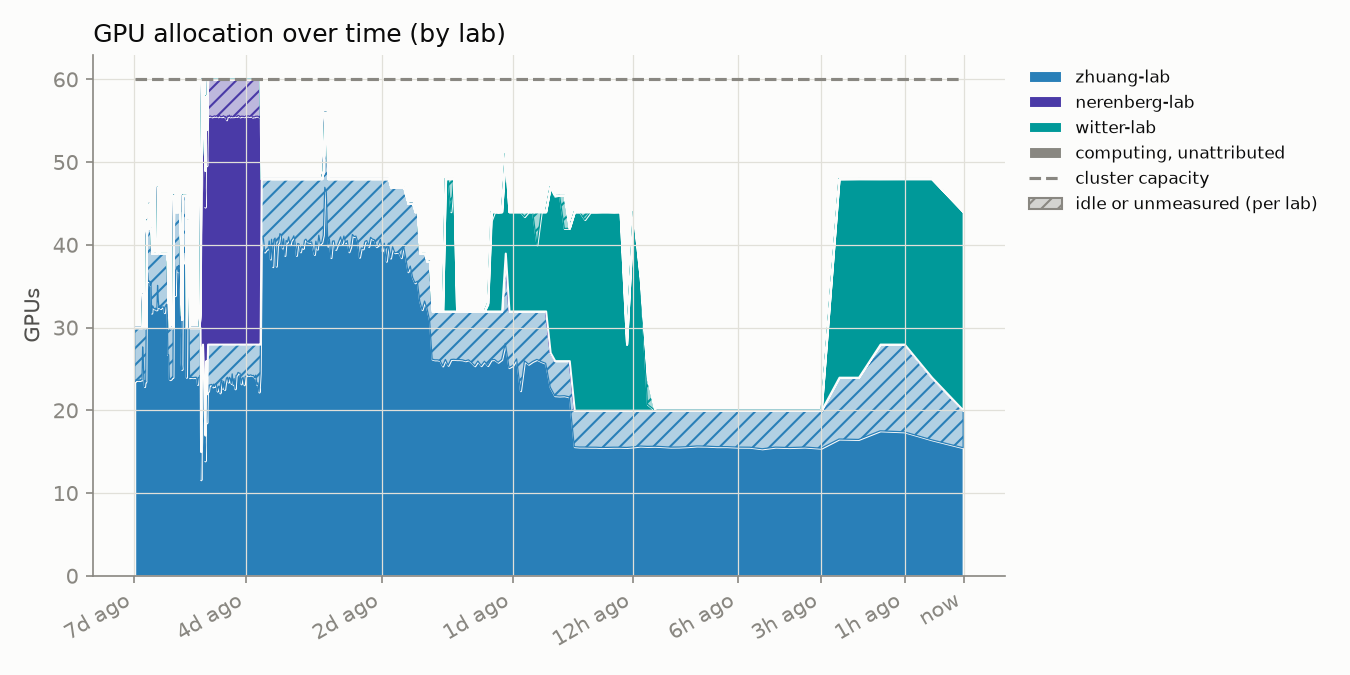 GPU allocation over time (by lab)
GPUs
60
50
40
30
20
10
0
7d ago
4d ago
2d ago
1d ago
12h ago
6h ago
3h ago
1h ago
now
zhuang-lab
nerenberg-lab
witter-lab
computing, unattributed
cluster capacity
idle or unmeasured (per lab)